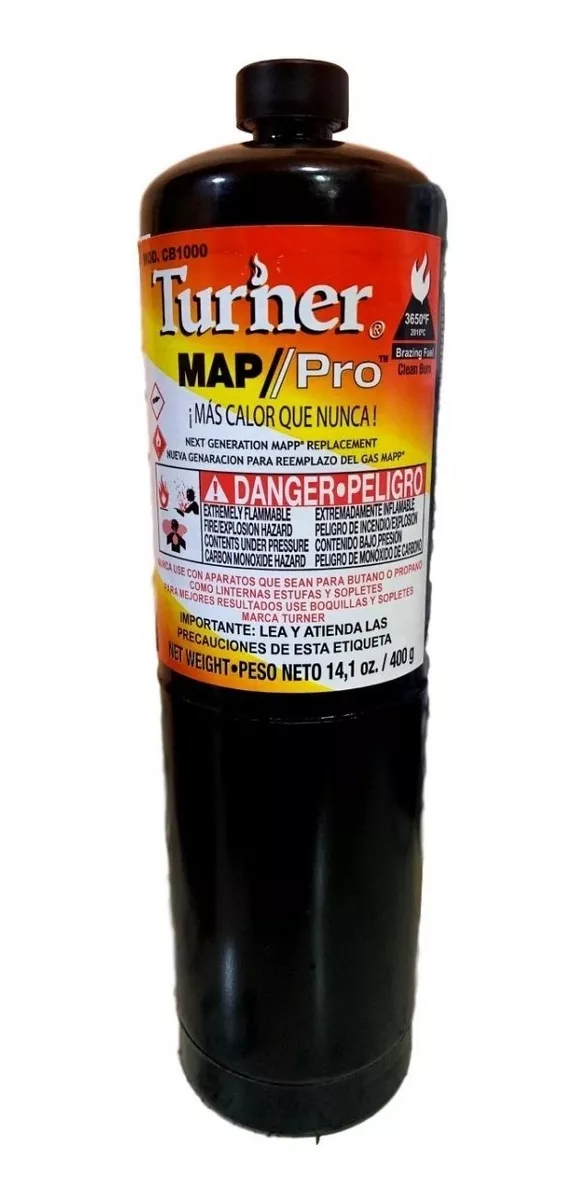 MOD. CB1000
Turner®
MAP//Pro™
3650°F
2010°C
Brazing Fuel
Clean Burn
¡MÁS CALOR QUE NUNCA!
NEXT GENERATION MAPP® REPLACEMENT
NUEVA GENARACION PARA REEMPLAZO DEL GAS MAPP®
DANGER•PELIGRO
EXTREMELY FLAMMABLE
FIRE/EXPLOSION HAZARD
CONTENTS UNDER PRESSURE
CARBON MONOXIDE HAZARD
EXTREMADAMENTE INFLAMABLE
PELIGRO DE INCENDIO/EXPLOSION
CONTENIDO BAJO PRESION
PELIGRO DE MONÓXIDO DE CARBONO
NUNCA USE CON APARATOS QUE SEAN PARA BUTANO O PROPANO
COMO LINTERNAS ESTUFAS Y SOPLETES
PARA MEJORES RESULTADOS USE BOQUILLAS Y SOPLETES
MARCA TURNER
IMPORTANTE: LEA Y ATIENDA LAS
PRECAUCIONES DE ESTA ETIQUETA
NET WEIGHT•PESO NETO 14,1 oz. / 400 g